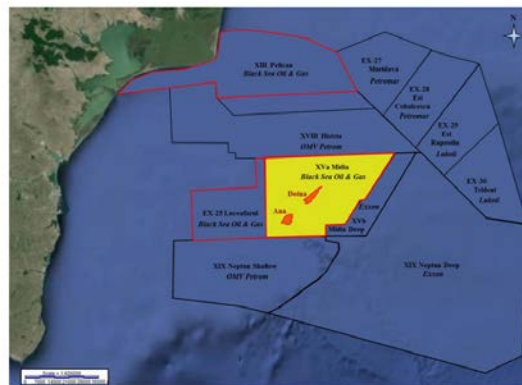 N
XIII Pelican
Black Sea Oil & Gas
EX-27
Muridava
Petromar
EX-28
Est
Cobalcescu
Petromar
EX-29
Est
Rapsodia
Lukoil
EX-30
Trident
Lukoil
XVIII Histria
OMV Petrom
XVa Midia
Black Sea Oil & Gas
Doina
Ana
Exxon
XVb
Midia Deep
EX-25 Luceafarul
Black Sea Oil & Gas
XIX Neptun Shallow
OMV Petrom
XIX Neptun Deep
Exxon